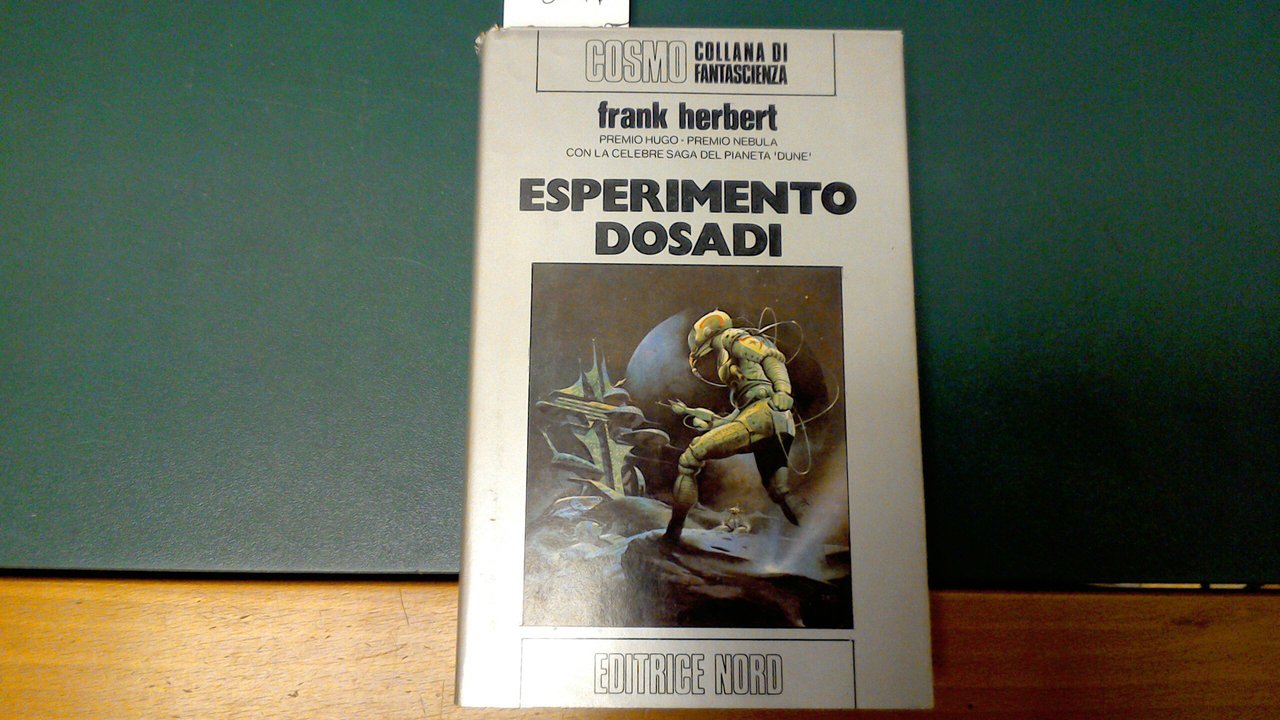 COSMO COLLANA DI FANTASCIENZA
frank herbert
PREMIO HUGO - PREMIO NEBULA
CON LA CELEBRE SAGA DEL PIANETA 'DUNE'
ESPERIMENTO
DOSADI
EDITRICE NORD